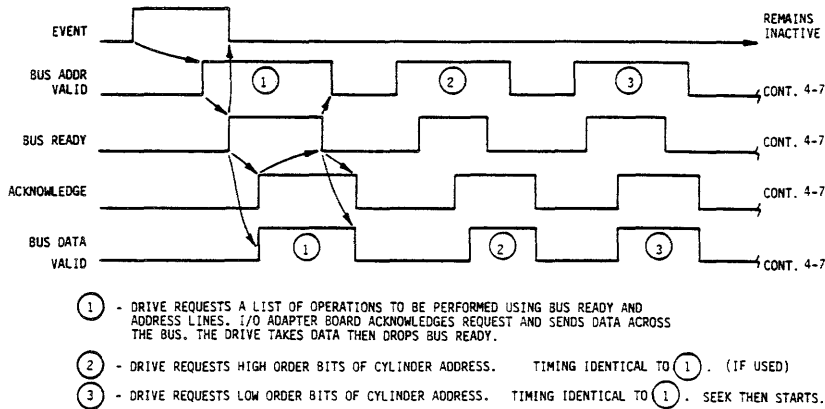 EVENT
REMAINS
INACTIVE
BUS ADDR
VALID
1
2
3
CONT. 4-7
BUS READY
CONT. 4-7
ACKNOWLEDGE
CONT. 4-7
BUS DATA
VALID
1
2
3
CONT. 4-7
1 - DRIVE REQUESTS A LIST OF OPERATIONS TO BE PERFORMED USING BUS READY AND
ADDRESS LINES. I/O ADAPTER BOARD ACKNOWLEDGES REQUEST AND SENDS DATA ACROSS
THE BUS. THE DRIVE TAKES DATA THEN DROPS BUS READY.
2 - DRIVE REQUESTS HIGH ORDER BITS OF CYLINDER ADDRESS. TIMING IDENTICAL TO 1 . (IF USED)
3 - DRIVE REQUESTS LOW ORDER BITS OF CYLINDER ADDRESS. TIMING IDENTICAL TO 1 . SEEK THEN STARTS.